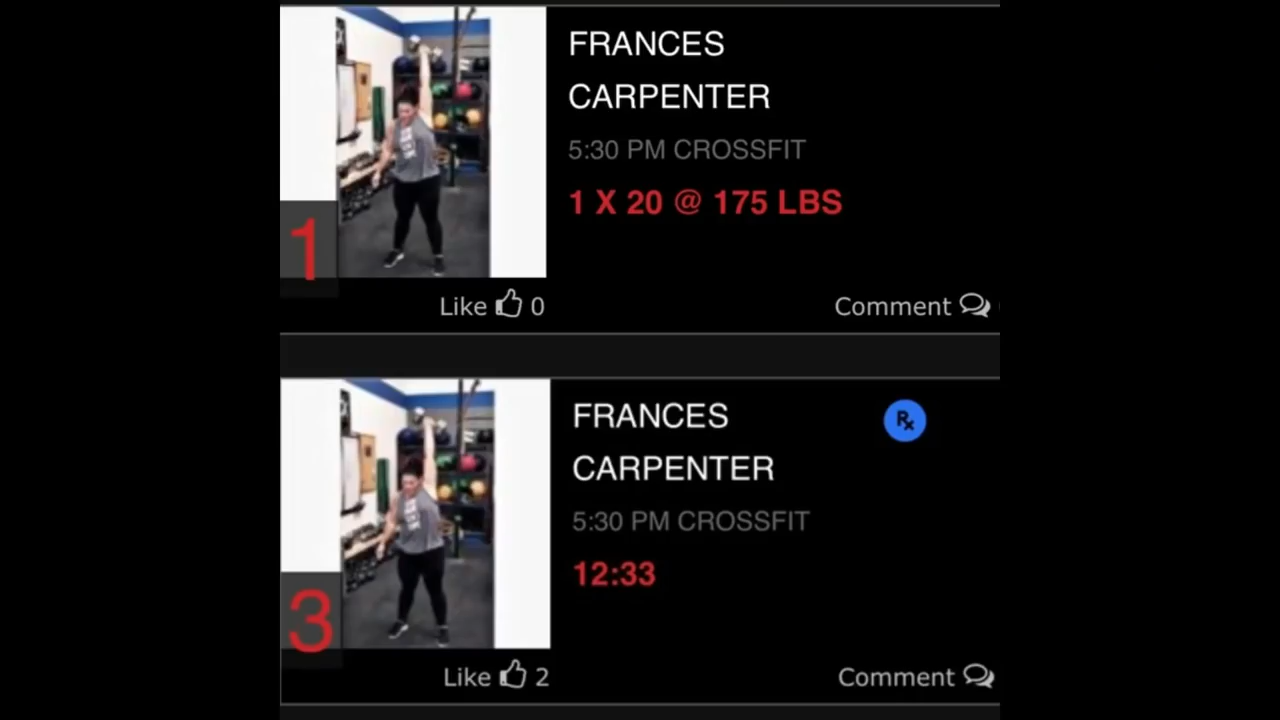 FRANCES
CARPENTER
5:30 PM CROSSFIT
1 X 20 @ 175 LBS
1
Like 0
Comment
FRANCES
Rx
CARPENTER
5:30 PM CROSSFIT
12:33
3
Like 2
Comment